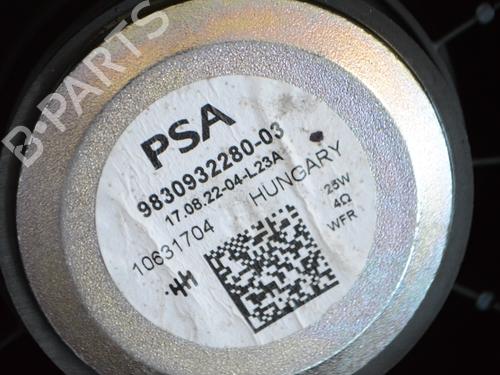 B-PARTS
PSA
9830932280-03
17.08.22-04-L23A
10631704 HUNGARY
25W
4Ω
WFR